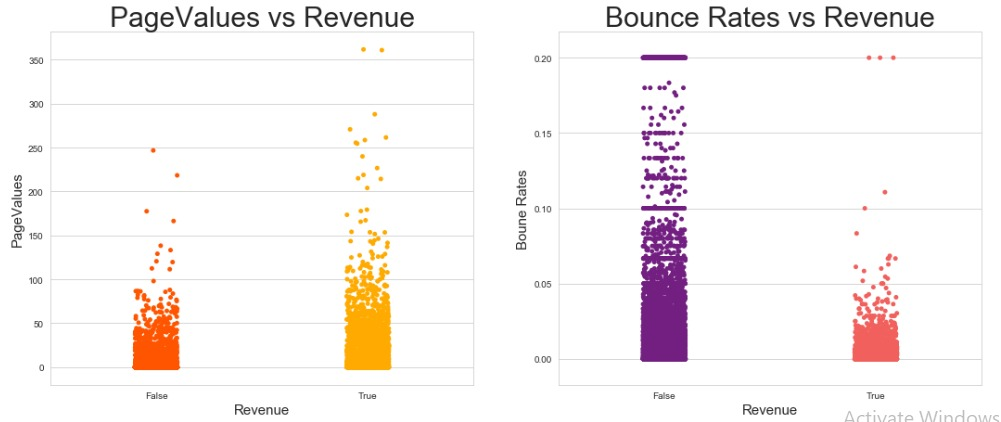 PageValues vs Revenue
350
300
250
200
150
100
50
0
PageValues
False
True
Revenue
Bounce Rates vs Revenue
0.20
0.15
0.10
0.05
0.00
Boune Rates
False
True
Revenue
Activate Windows